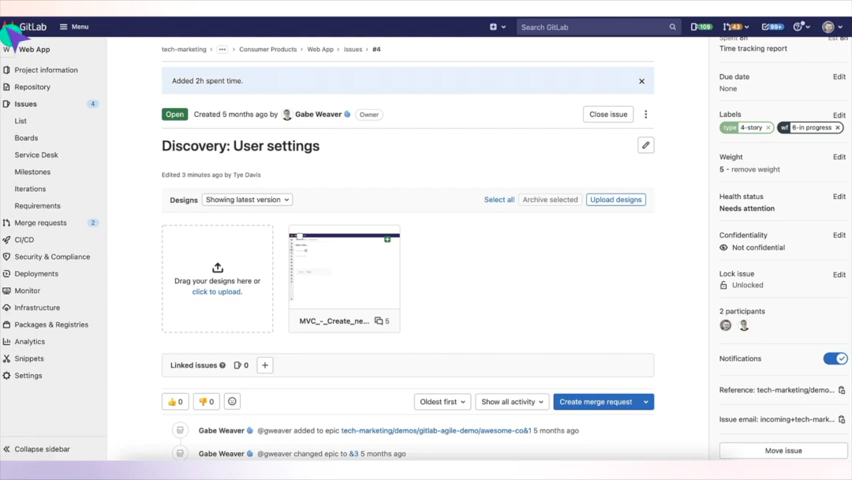 GitLab
Menu
Search GitLab
109
43
99+
W
Web App
Project information
Repository
Issues
4
List
Boards
Service Desk
Milestones
Iterations
Requirements
Merge requests
2
CI/CD
Security & Compliance
Deployments
Monitor
Infrastructure
Packages & Registries
Analytics
Snippets
Settings
Collapse sidebar
tech-marketing > ... > Consumer Products > Web App > Issues > #4
Added 2h spent time.
Open
Created 5 months ago by Gabe Weaver
Owner
Close issue
Discovery: User settings
Edited 3 minutes ago by Tye Davis
Designs
Showing latest version
Select all
Archive selected
Upload designs
Drag your designs here or
click to upload.
MVC_-_Create_ne...
5
Linked issues
0
0
0
Oldest first
Show all activity
Create merge request
Gabe Weaver @gweaver added to epic tech-marketing/demos/gitlab-agile-demo/awesome-co&1 5 months ago
Gabe Weaver @gweaver changed epic to &3 5 months ago
Time tracking report
Due date
Edit
None
Labels
Edit
type 4-story
wf 6-in progress
Weight
Edit
5 - remove weight
Health status
Edit
Needs attention
Confidentiality
Edit
Not confidential
Lock issue
Edit
Unlocked
2 participants
Notifications
Reference: tech-marketing/demo...
Issue email: incoming+tech-mark...
Move issue